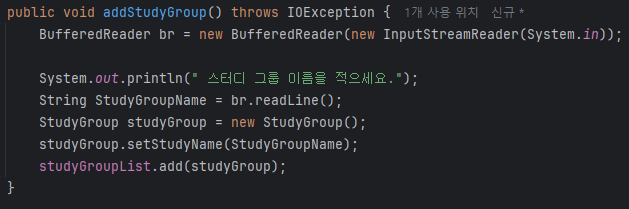 public void addStudyGroup() throws IOException { 1개 사용 위치 신규 *
BufferedReader br = new BufferedReader(new InputStreamReader(System.in));
System.out.println(" 스터디 그룹 이름을 적으세요.");
String StudyGroupName = br.readLine();
StudyGroup studyGroup = new StudyGroup();
studyGroup.setStudyName(StudyGroupName);
studyGroupList.add(studyGroup);
}